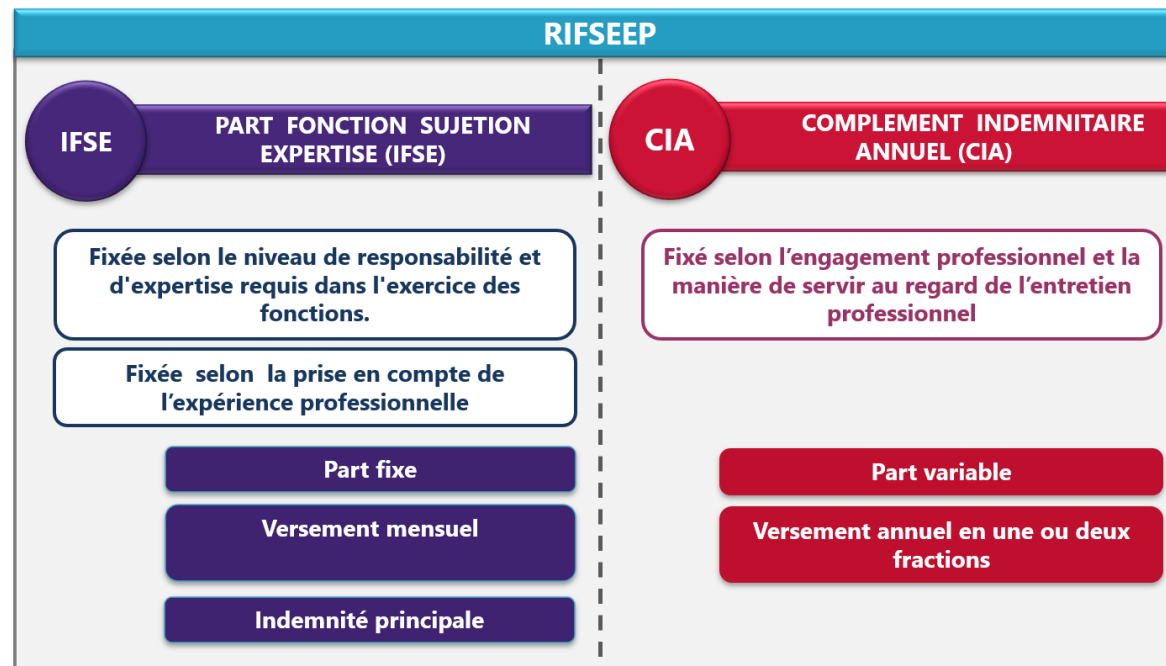 RIFSEEP
IFSE
PART FONCTION SUJETION
EXPERTISE (IFSE)
Fixée selon le niveau de responsabilité et
d'expertise requis dans l'exercice des
fonctions.
Fixée selon la prise en compte de
l’expérience professionnelle
Part fixe
Versement mensuel
Indemnité principale
CIA
COMPLEMENT INDEMNITAIRE
ANNUEL (CIA)
Fixé selon l’engagement professionnel et la
manière de servir au regard de l’entretien
professionnel
Part variable
Versement annuel en une ou deux
fractions